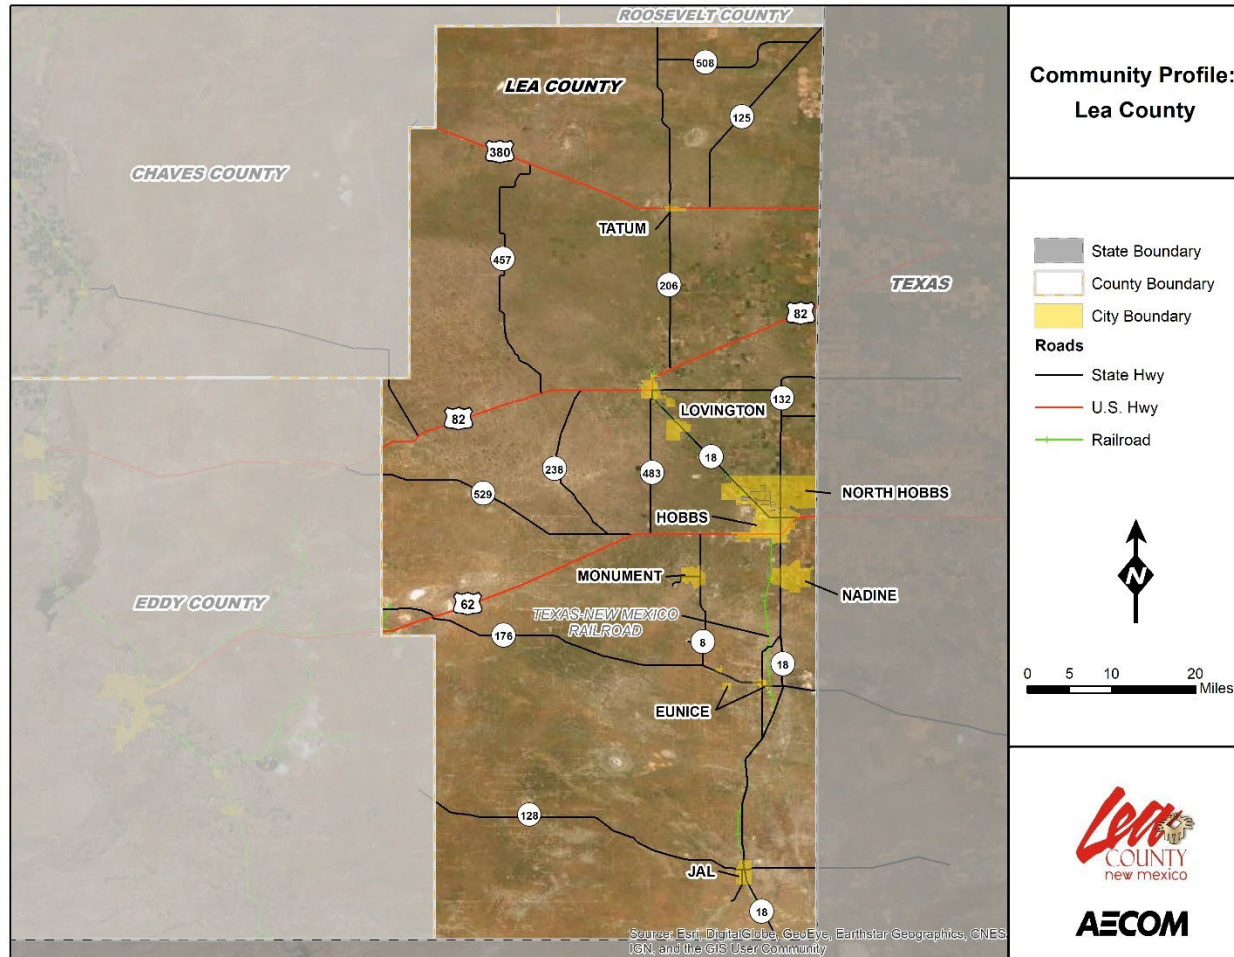 ROOSEVELT COUNTY
LEA COUNTY
508
125
380
CHAVES COUNTY
TATUM
457
206
TEXAS
82
82
132
LOVINGTON
18
238
483
529
NORTH HOBBS
HOBBS
MONUMENT
NADINE
EDDY COUNTY
62
TEXAS-NEW MEXICO
RAILROAD
176
8
18
EUNICE
128
JAL
18
Source: Esri, DigitalGlobe, GeoEye, Earthstar Geographics, CNES
IGN, and the GIS User Community
Community Profile:
Lea County
State Boundary
County Boundary
City Boundary
Roads
State Hwy
U.S. Hwy
Railroad
N
0 5 10 20
Miles
Lea
COUNTY
new mexico
AECOM